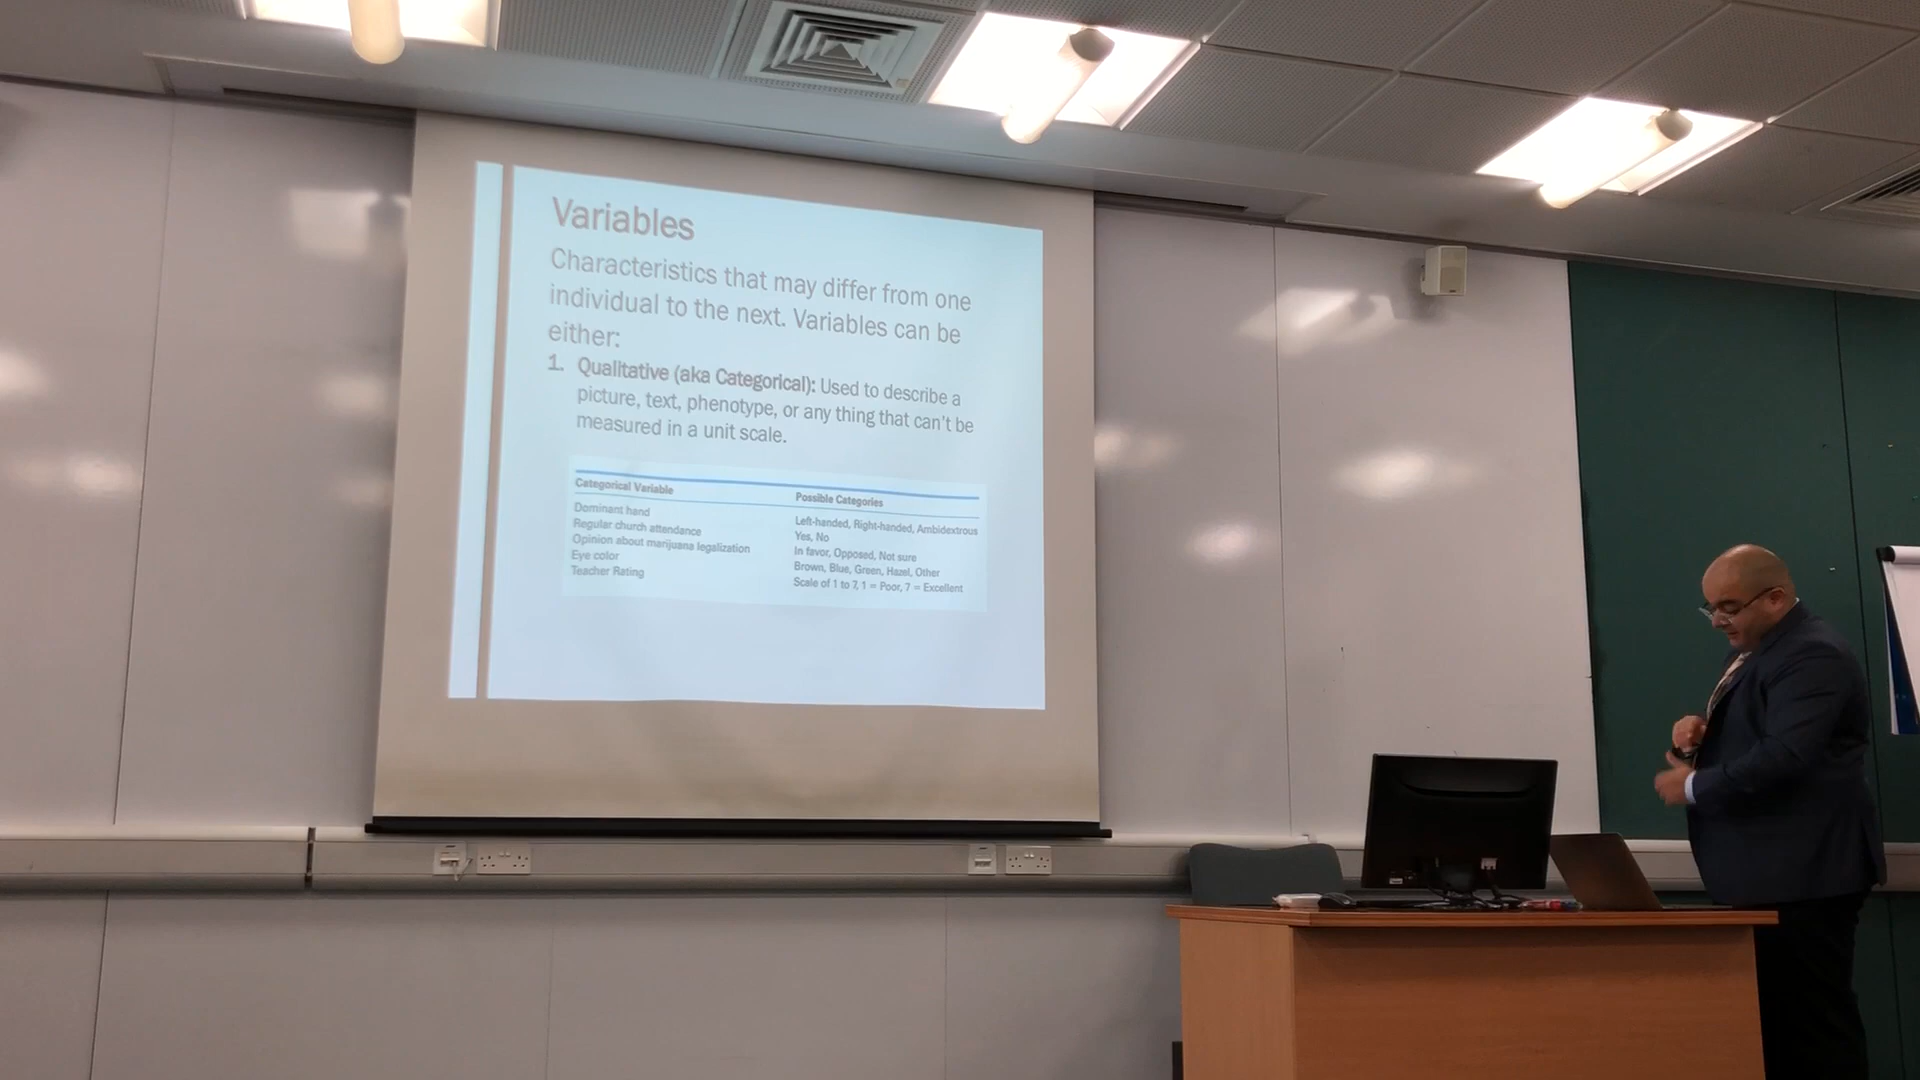 Variables
Characteristics that may differ from one
individual to the next. Variables can be
either:
1. Qualitative (aka Categorical): Used to describe a
picture, text, phenotype, or any thing that can't be
measured in a unit scale.
Categorical Variable Possible Categories
Dominant hand Left-handed, Right-handed, Ambidextrous
Regular church attendance Yes, No
Opinion about marijuana legalization In favor, Opposed, Not sure
Eye color Brown, Blue, Green, Hazel, Other
Teacher Rating Scale of 1 to 7, 1 = Poor, 7 = Excellent